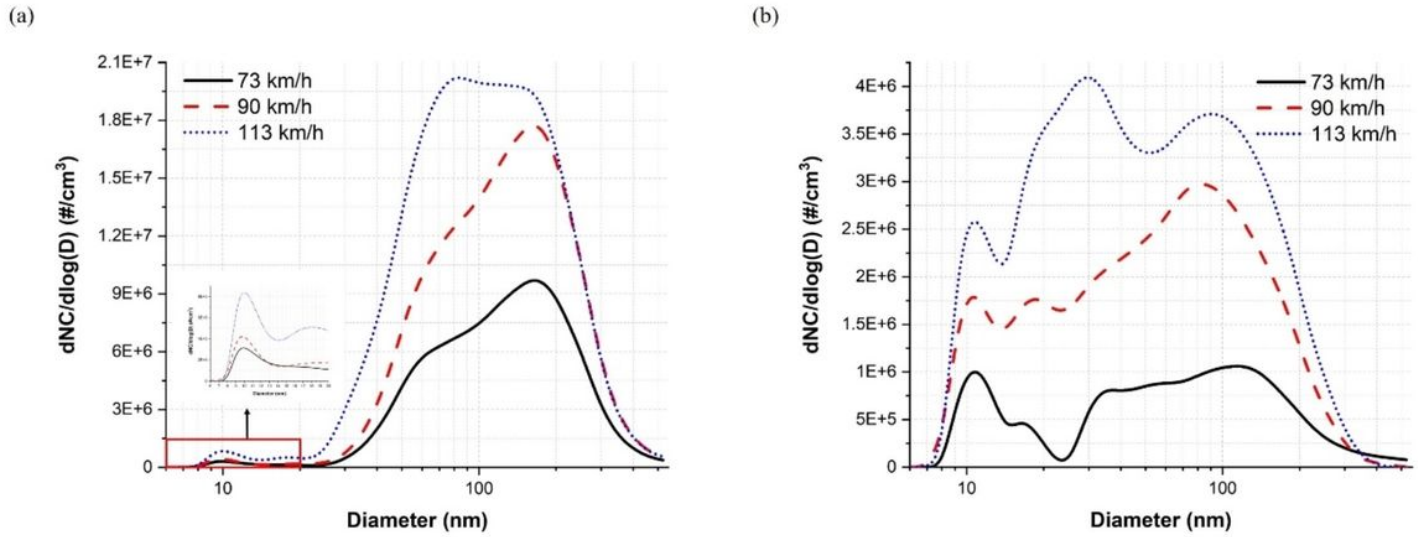 (a)
(b)
2.1E+7
1.8E+7
1.5E+7
1.2E+7
9E+6
6E+6
3E+6
0
dNC/dlog(D) (#/cm³)
73 km/h
90 km/h
113 km/h
Diameter (nm)
10
100
Diameter (nm)
4E+6
3.5E+6
3E+6
2.5E+6
2E+6
1.5E+6
1E+6
5E+5
0
dNC/dlog(D) (#/cm³)
73 km/h
90 km/h
113 km/h
10
100
Diameter (nm)